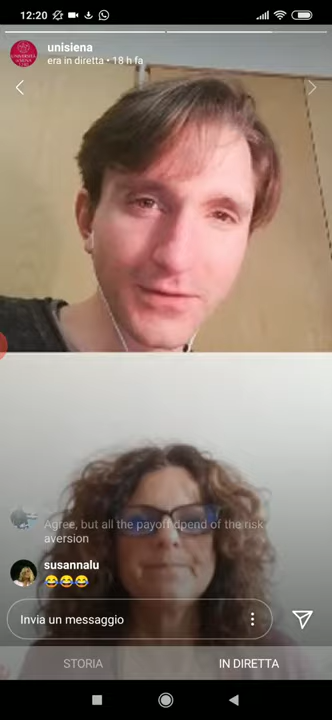 12:20
unisiena
era in diretta • 18 h fa
Agree, but all the payoff dpend of the risk
aversion
susannalu
😂😂😂
Invia un messaggio
STORIA
IN DIRETTA